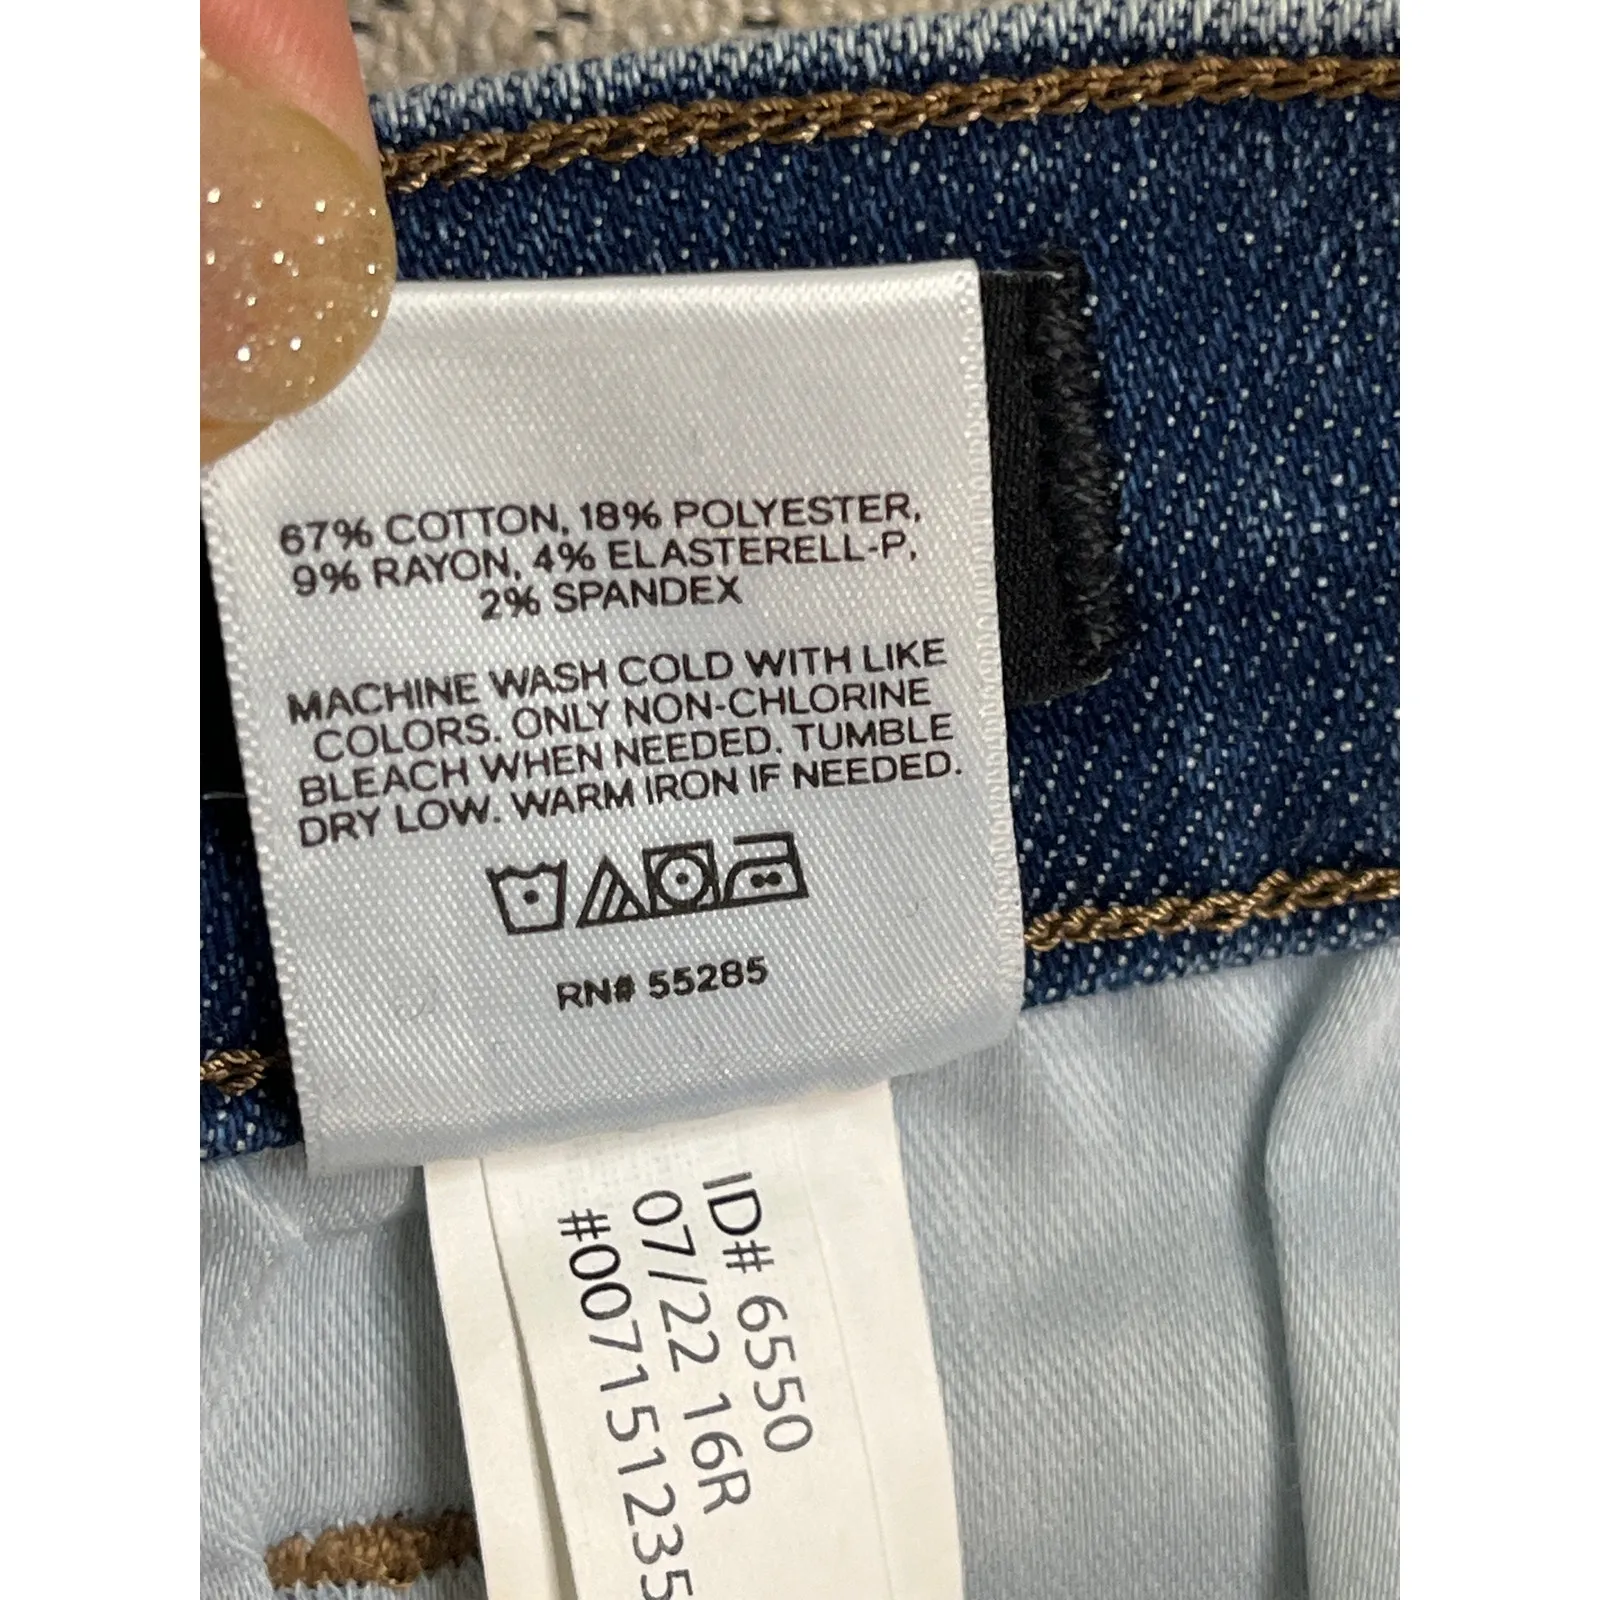 67% COTTON, 18% POLYESTER,
9% RAYON, 4% ELASTERELL-P,
2% SPANDEX
MACHINE WASH COLD WITH LIKE
COLORS. ONLY NON-CHLORINE
BLEACH WHEN NEEDED. TUMBLE
DRY LOW. WARM IRON IF NEEDED.
RN# 55285
ID# 6550
07/22 16R
#007151235